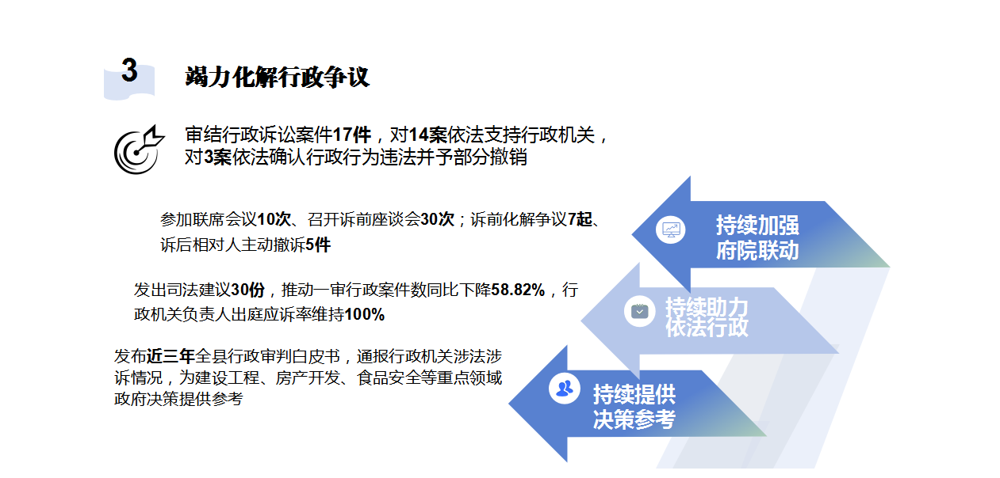 3
竭力化解行政争议
审结行政诉讼案件17件，对14案依法支持行政机关，
对3案依法确认行政行为违法并予部分撤销
参加联席会议10次、召开诉前座谈会30次；诉前化解争议7起、
诉后相对人主动撤诉5件
持续加强
府院联动
发出司法建议30份，推动一审行政案件数同比下降58.82%，行
政机关负责人出庭应诉率维持100%
持续助力
依法行政
发布近三年全县行政审判白皮书，通报行政机关涉法涉
诉情况，为建设工程、房产开发、食品安全等重点领域
政府决策提供参考
持续提供
决策参考